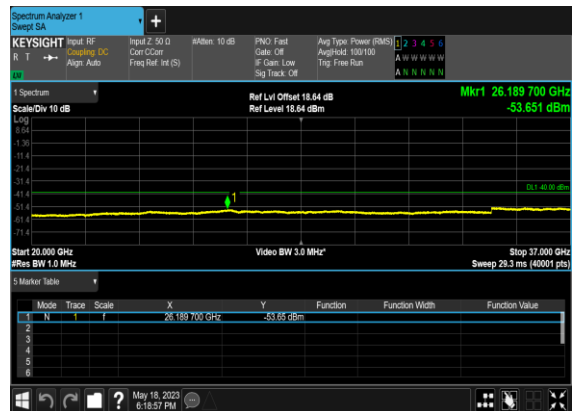 Spectrum Analyzer 1
Swept SA
+
KEYSIGHT Input: RF Input Z: 50 Ω #Atten: 10 dB PNO: Fast Avg Type: Power (RMS) 1 2 3 4 5 6
R T Coupling: DC Corr CCorr Gate: Off Avg|Hold: 100/100 A W W W W W
Align: Auto Freq Ref: Int (S) IF Gain: Low Trig: Free Run
Sig Track: Off A N N N N N
1 Spectrum Ref Lvl Offset 18.64 dB Mkr1 26.189 700 GHz
Scale/Div 10 dB Ref Level 18.64 dBm -53.651 dBm
Log
8.64
-1.36
-11.4
-21.4
-31.4
-41.4 DL1 -40.00 dBm
1
-51.4
-61.4
-71.4
Start 20.000 GHz Video BW 3.0 MHz* Stop 37.000 GHz
#Res BW 1.0 MHz Sweep 29.3 ms (40001 pts)
5 Marker Table
Mode Trace Scale X Y Function Function Width Function Value
1 N 1 f 26.189 700 GHz -53.65 dBm
2
3
4
5
6
? May 18, 2023
6:18:57 PM